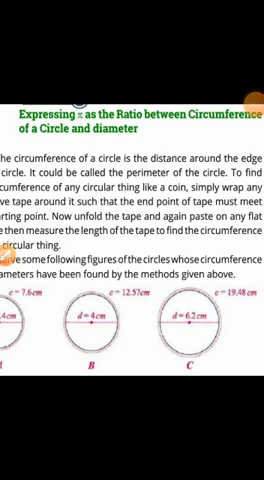 Expressing π as the Ratio between Circumference
of a Circle and diameter
he circumference of a circle is the distance around the edge
circle. It could be called the perimeter of the circle. To find
cumference of any circular thing like a coin, simply wrap any
ve tape around it such that the end point of tape must meet
rting point. Now unfold the tape and again paste on any flat
e then measure the length of the tape to find the circumference
circular thing.
erve some following figures of the circles whose circumference
ameters have been found by the methods given above.
c = 7.6cm c = 12.57cm c = 19.48 cm
.4cm d = 4cm d = 6.2 cm
B C